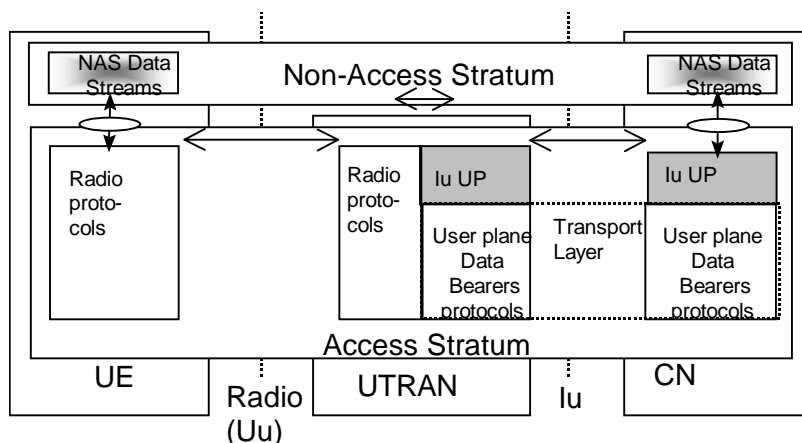 NAS Data
Streams
Non-Access Stratum
NAS Data
Streams
Radio
proto-
cols
Radio
proto-
cols
Iu UP
User plane
Data
Bearers
protocols
Transport
Layer
Iu UP
User plane
Data
Bearers
protocols
Access Stratum
UE
Radio
(Uu)
UTRAN
Iu
CN